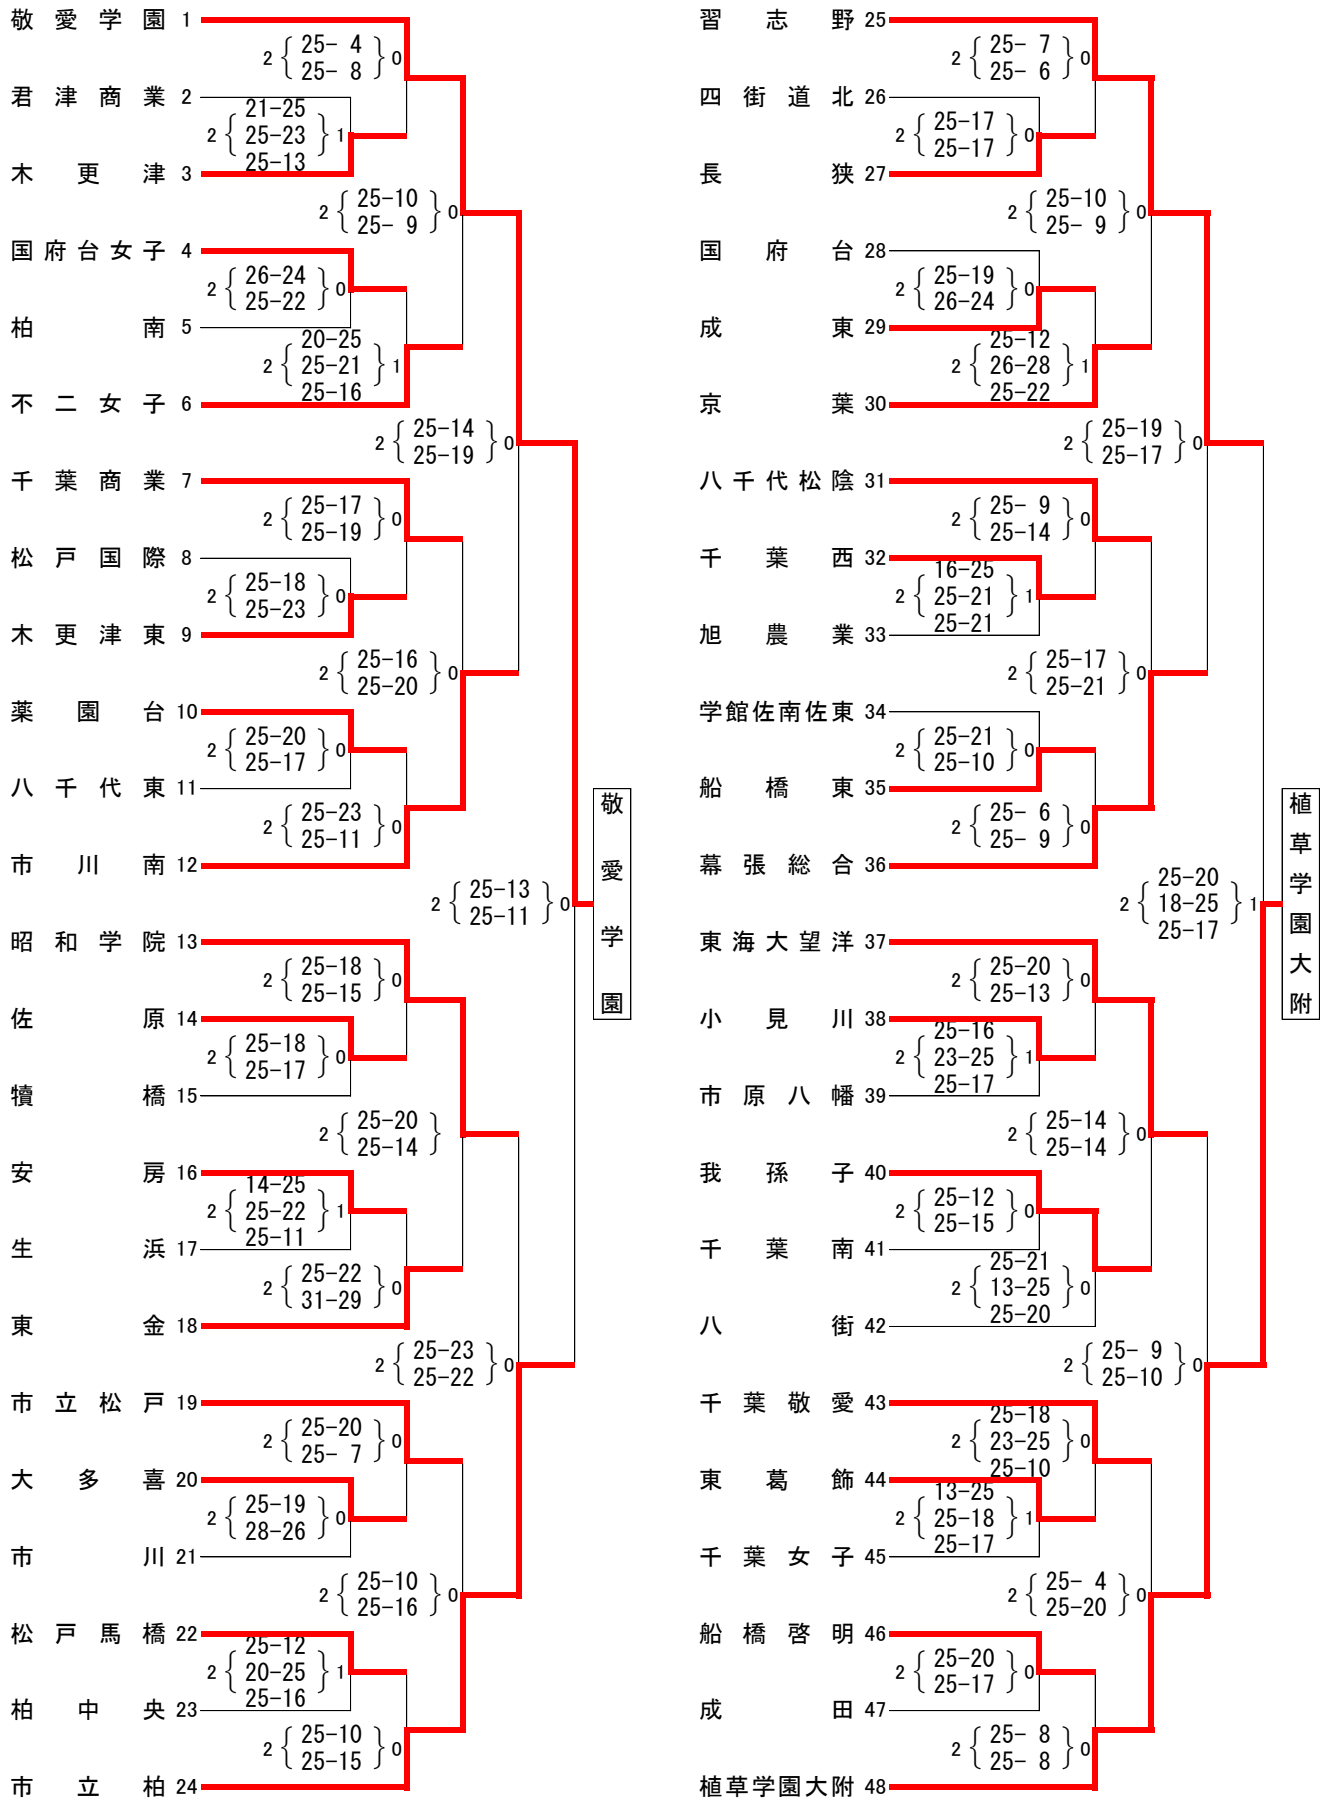 敬愛学園 1
2 25- 4 0
25- 8
君津商業 2
21-25
2 25-23 1
25-13
木更津 3
2 25-10 0
25- 9
国府台女子 4
2 26-24 0
25-22
柏南 5
20-25
2 25-21 1
25-16
不二女子 6
2 25-14 0
25-19
千葉商業 7
2 25-17 0
25-19
松戸国際 8
2 25-18 0
25-23
木更津東 9
2 25-16 0
25-20
薬園台 10
2 25-20 0
25-17
八千代東 11
2 25-23 0
25-11
市川南 12
2 25-13 0
25-11
敬愛学園
昭和学院 13
2 25-18 0
25-15
佐原 14
2 25-18 0
25-17
犢橋 15
2 25-20
25-14
安房 16
14-25
2 25-22 1
25-11
生浜 17
2 25-22 0
31-29
東金 18
2 25-23 0
25-22
市立松戸 19
2 25-20 0
25- 7
大多喜 20
2 25-19 0
28-26
市川 21
2 25-10 0
25-16
松戸馬橋 22
25-12
2 20-25 1
25-16
柏中央 23
2 25-10 0
25-15
市立柏 24
習志野 25
2 25- 7 0
25- 6
四街道北 26
2 25-17 0
25-17
長狭 27
2 25-10 0
25- 9
国府台 28
2 25-19 0
26-24
成東 29
25-12
2 26-28 1
25-22
京葉 30
2 25-19 0
25-17
八千代松陰 31
2 25- 9 0
25-14
千葉西 32
16-25
2 25-21 1
25-21
旭農業 33
2 25-17 0
25-21
学館佐南佐東 34
2 25-21 0
25-10
船橋東 35
2 25- 6 0
25- 9
幕張総合 36
25-20
2 18-25 1
25-17
植草学園大附
東海大望洋 37
2 25-20 0
25-13
小見川 38
25-16
2 23-25 1
25-17
市原八幡 39
2 25-14 0
25-14
我孫子 40
2 25-12 0
25-15
千葉南 41
25-21
2 13-25 0
25-20
八街 42
2 25- 9 0
25-10
千葉敬愛 43
25-18
2 23-25 0
25-10
東葛飾 44
13-25
2 25-18 1
25-17
千葉女子 45
2 25- 4 0
25-20
船橋啓明 46
2 25-20 0
25-17
成田 47
2 25- 8 0
25- 8
植草学園大附 48